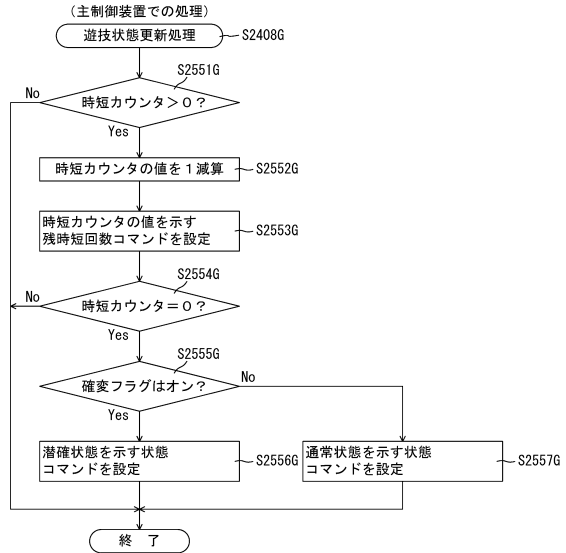 (主制御装置での処理)
遊技状態更新処理
S2408G
S2551G
No
時短カウンタ>0?
Yes
時短カウンタの値を1減算
S2552G
時短カウンタの値を示す
残時短回数コマンドを設定
S2553G
S2554G
No
時短カウンタ=0?
Yes
S2555G
確変フラグはオン?
No
Yes
潜確状態を示す状態
コマンドを設定
S2556G
通常状態を示す状態
コマンドを設定
S2557G
終 了